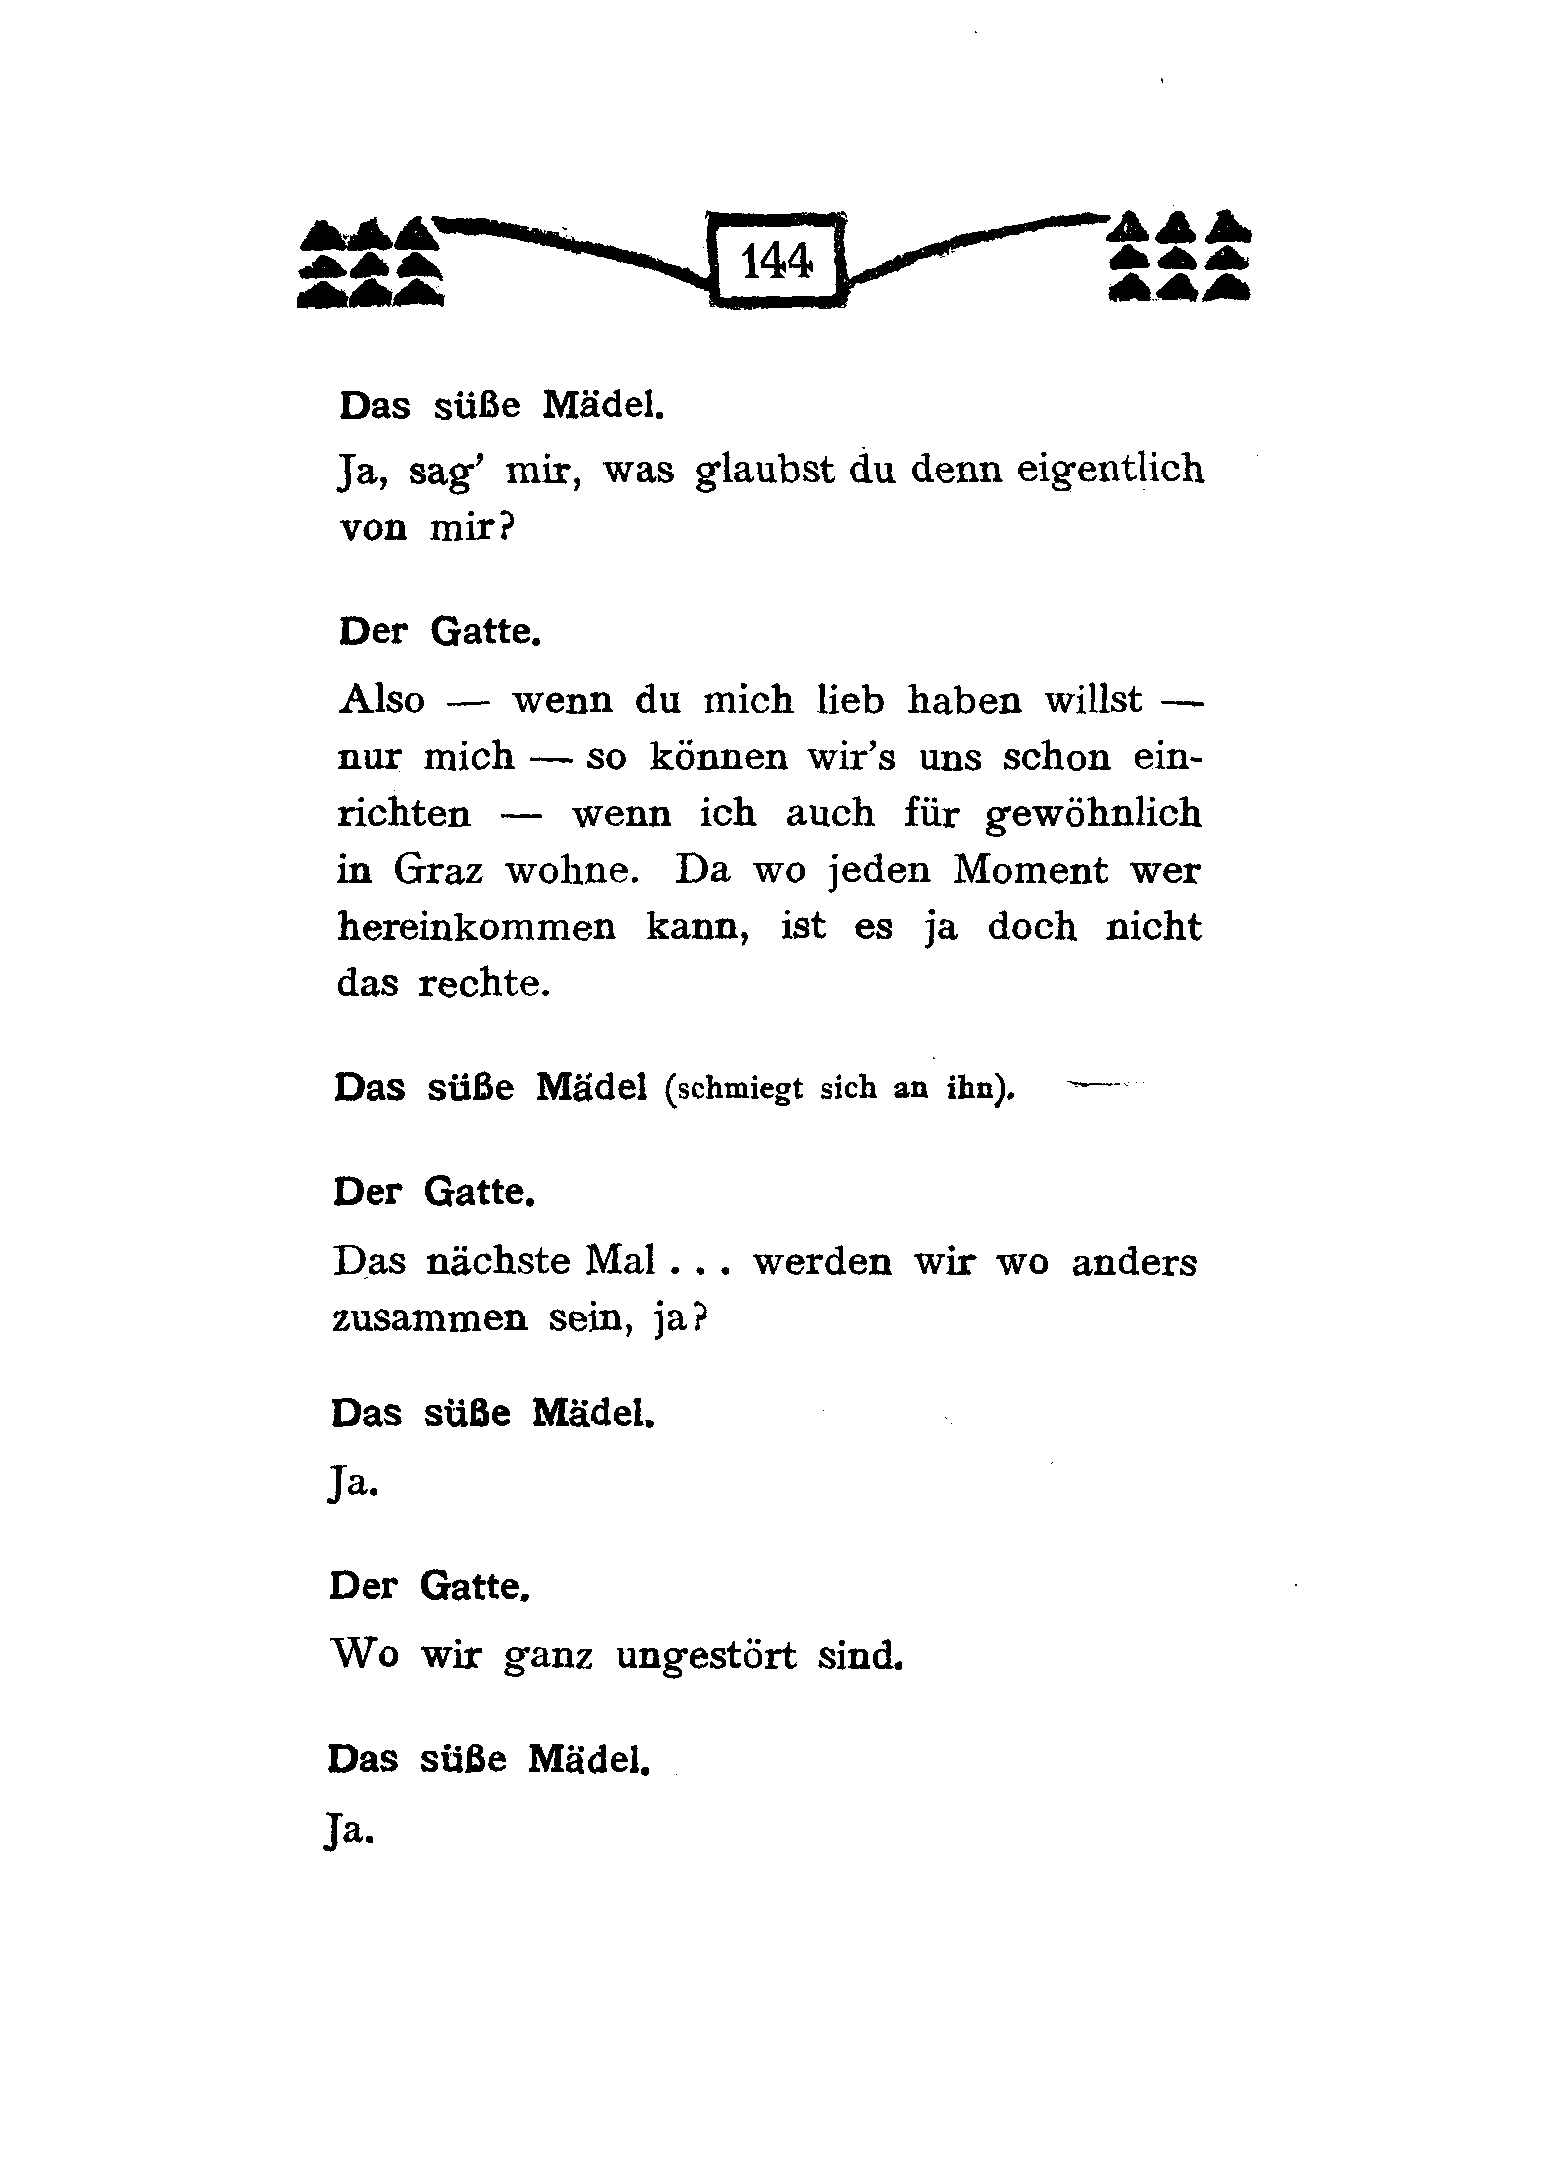 144
Das süße Mädel.
Ja, sag' mir, was glaubst du denn eigentlich
von mir?
Der Gatte.
Also — wenn du mich lieb haben willst —
nur mich — so können wir's uns schon ein-
richten — wenn ich auch für gewöhnlich
in Graz wohne. Da wo jeden Moment wer
hereinkommen kann, ist es ja doch nicht
das rechte.
Das süße Mädel (schmiegt sich an ihn).
Der Gatte.
Das nächste Mal . . . werden wir wo anders
zusammen sein, ja?
Das süße Mädel.
Ja.
Der Gatte.
Wo wir ganz ungestört sind.
Das süße Mädel.
Ja.